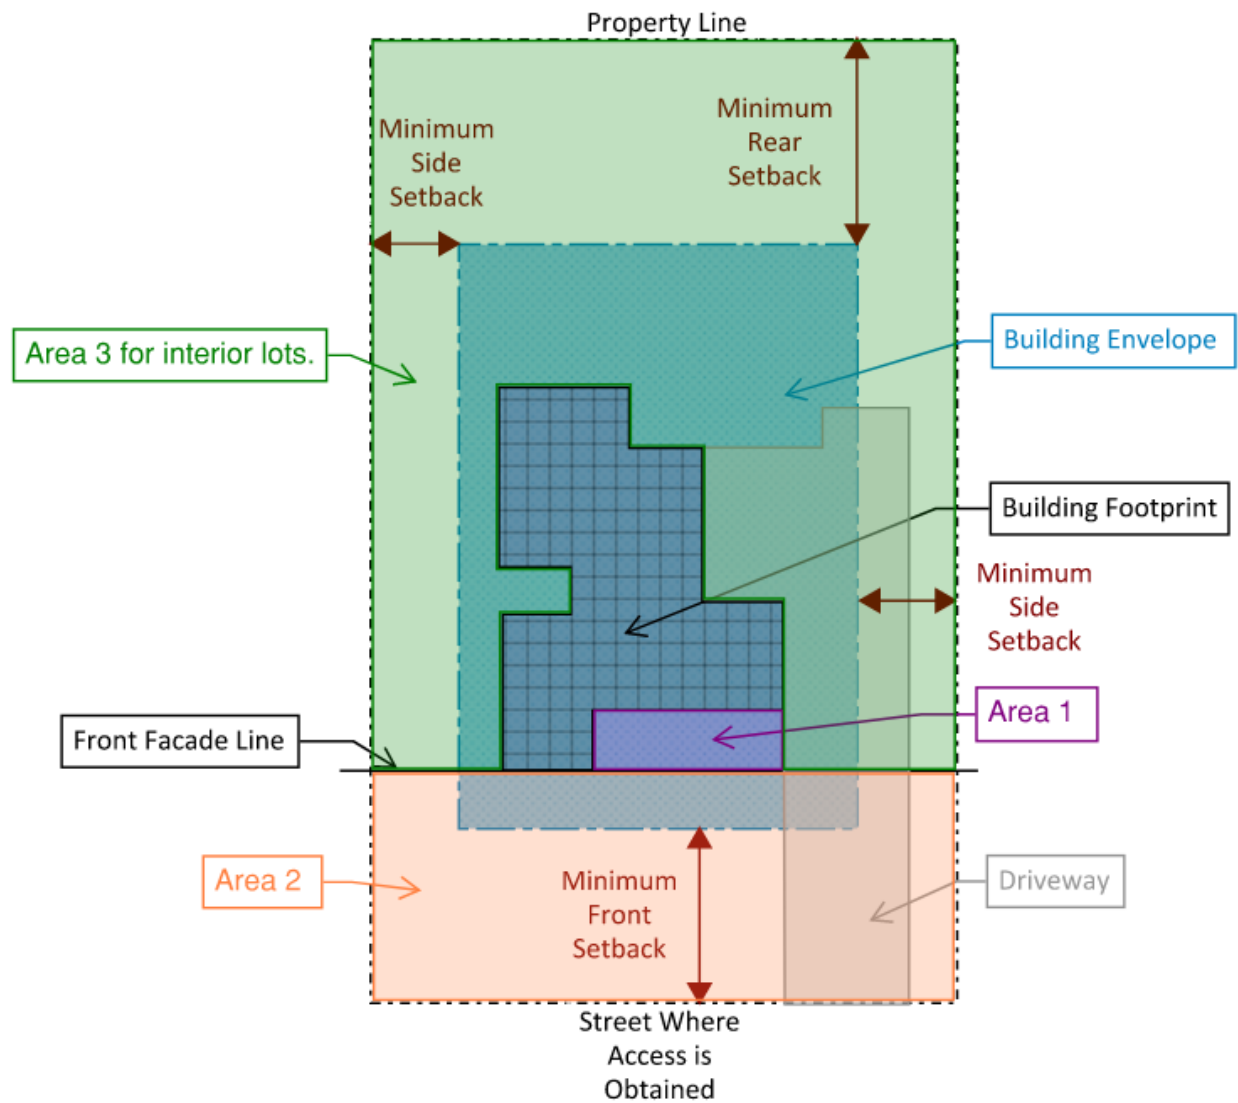 Property Line
Minimum
Rear
Setback
Minimum
Side
Setback
Area 3 for interior lots.
Building Envelope
Building Footprint
Minimum
Side
Setback
Area 1
Front Facade Line
Area 2
Minimum
Front
Setback
Driveway
Street Where
Access is
Obtained